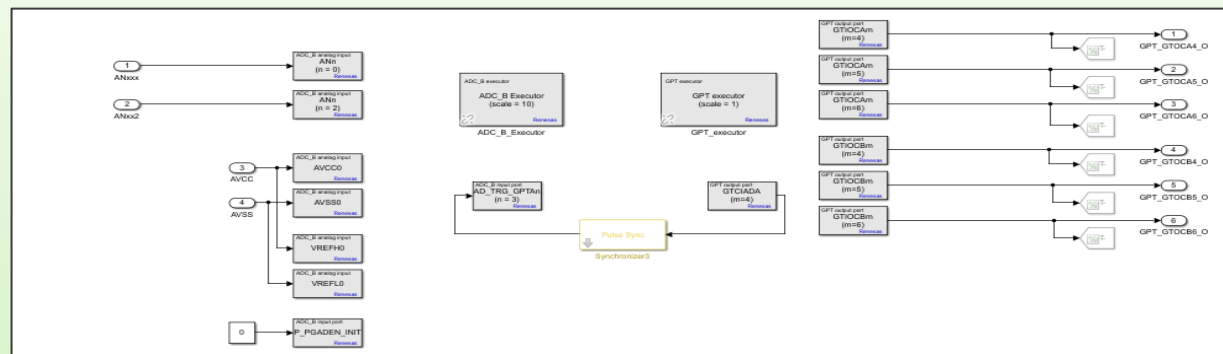 ADC_B analog input
ANn
(n = 0)
Renesas
1
ANxxx
ADC_B analog input
ANn
(n = 2)
Renesas
2
ANxx2
ADC_B analog input
AVCC0
Renesas
3
AVCC
ADC_B analog input
AVSS0
Renesas
4
AVSS
ADC_B analog input
VREFH0
Renesas
ADC_B analog input
VREFL0
Renesas
0
ADC_B input port
P_PGADEN_INIT
Renesas
ADC_B executor
ADC_B Executor
(scale = 10)
Renesas
ADC_B_Executor
GPT executor
GPT executor
(scale = 1)
Renesas
GPT_executor
ADC_B input port
AD_TRG_GPTAn
(n = 3)
Renesas
GPT output port
GTCIADA
(m=4)
Renesas
Pulse Sync
Synchronizer3
GPT output port
GTIOCAm
(m=4)
Renesas
1
GPT_GTOCA4_O
GPT output port
GTIOCAm
(m=5)
Renesas
2
GPT_GTOCA5_O
GPT output port
GTIOCAm
(m=6)
Renesas
3
GPT_GTOCA6_O
GPT output port
GTIOCBm
(m=4)
Renesas
4
GPT_GTOCB4_O
GPT output port
GTIOCBm
(m=5)
Renesas
5
GPT_GTOCB5_O
GPT output port
GTIOCBm
(m=6)
Renesas
6
GPT_GTOCB6_O